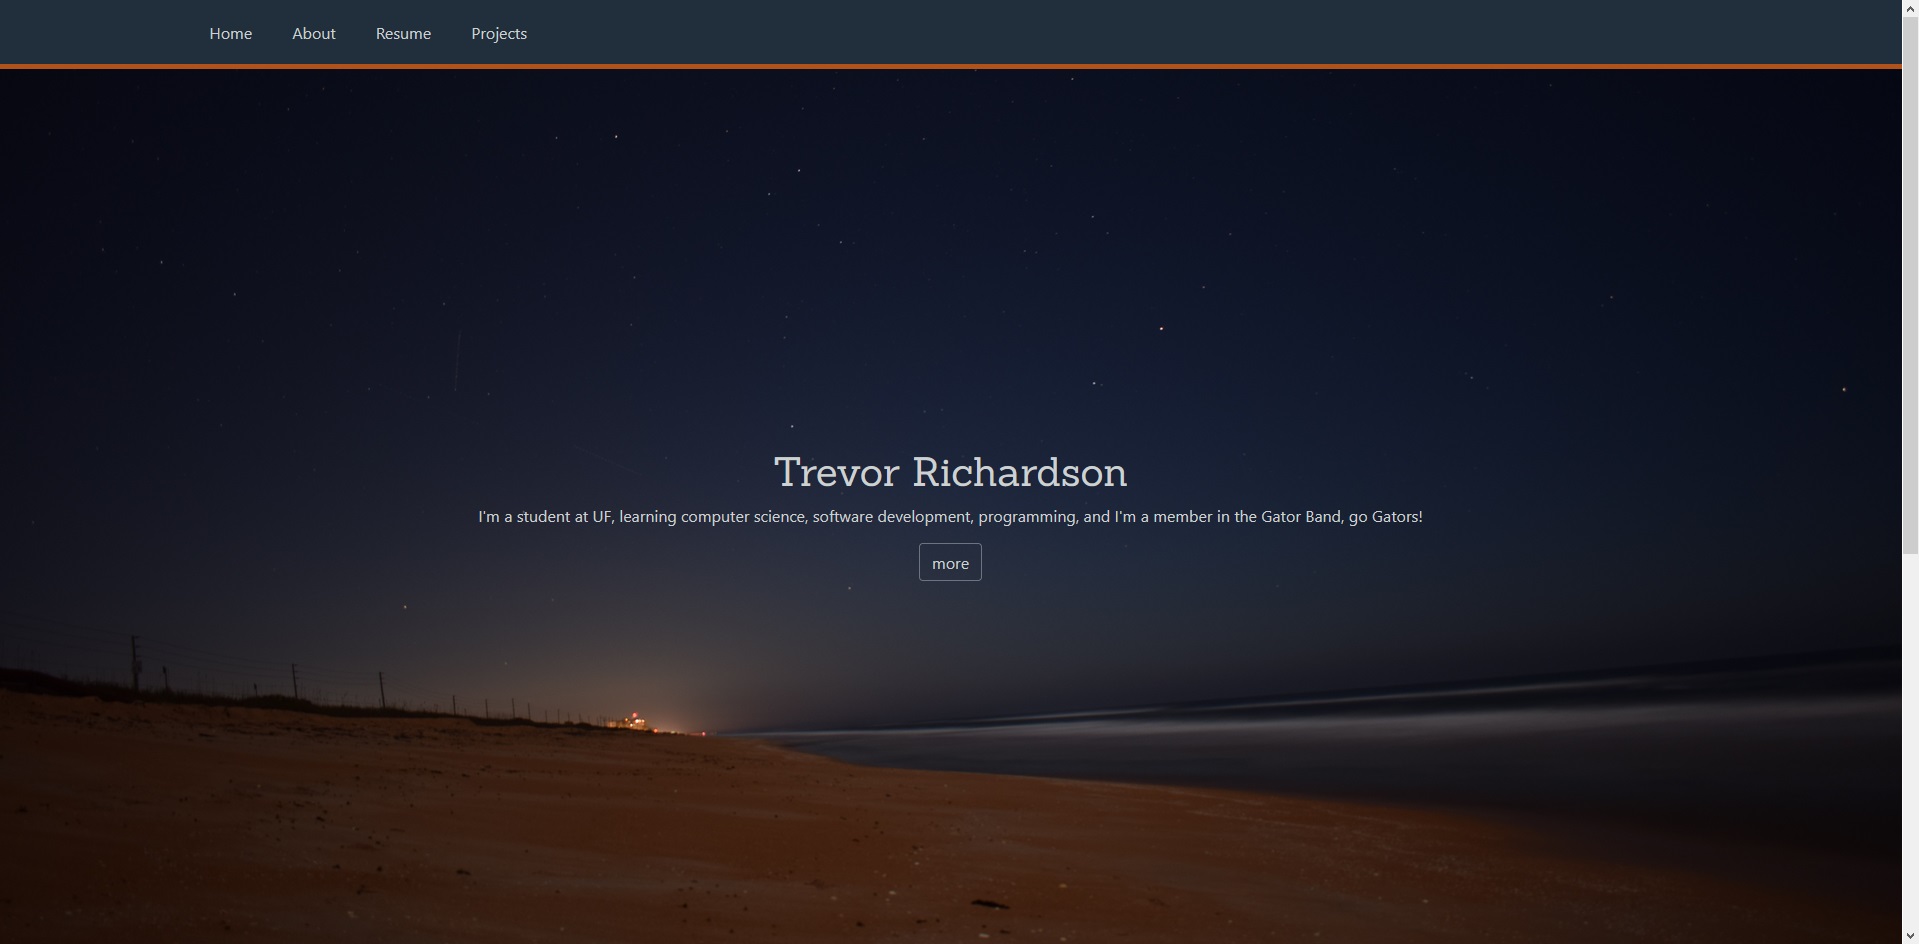 Home About Resume Projects
Trevor Richardson
I'm a student at UF, learning computer science, software development, programming, and I'm a member in the Gator Band, go Gators!
more